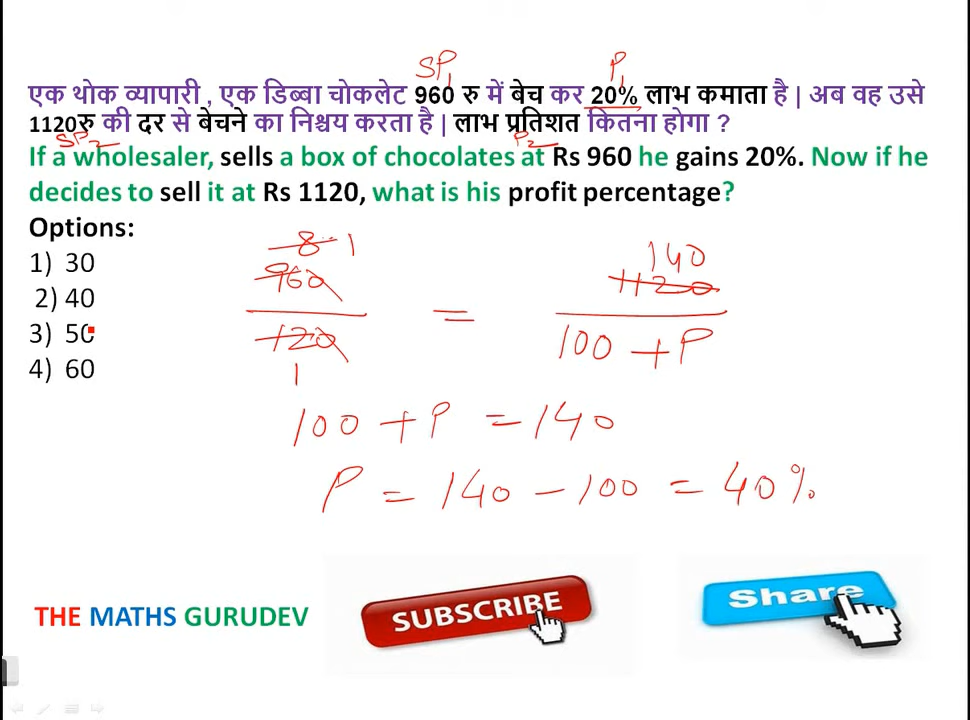 SP1 P1
एक थोक व्यापारी , एक डिब्बा चोकलेट 960 रु में बेच कर 20% लाभ कमाता है | अब वह उसे
1120रु की दर से बेचने का निश्चय करता है | लाभ प्रतिशत कितना होगा ?
SP2 P2
If a wholesaler, sells a box of chocolates at Rs 960 he gains 20%. Now if he
decides to sell it at Rs 1120, what is his profit percentage?
Options:
1) 30
2) 40
3) 50
4) 60
8 1 140
960 1120
120 = 100 + P
1
100 + P = 140
P = 140 - 100 = 40%
THE MATHS GURUDEV
SUBSCRIBE
Share